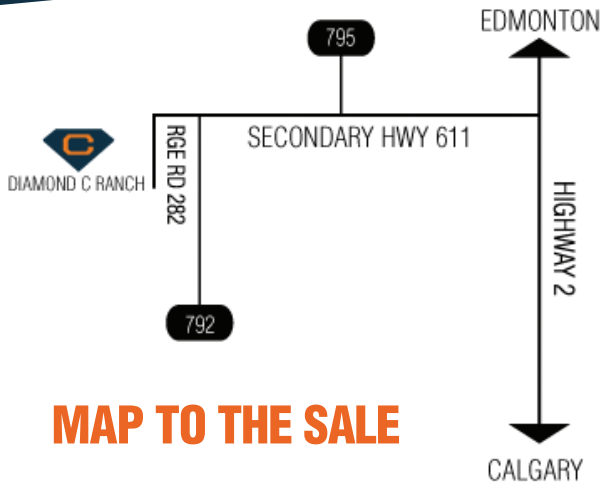 EDMONTON
795
SECONDARY HWY 611
C
DIAMOND C RANCH
RGE RD 282
HIGHWAY 2
792
MAP TO THE SALE
CALGARY